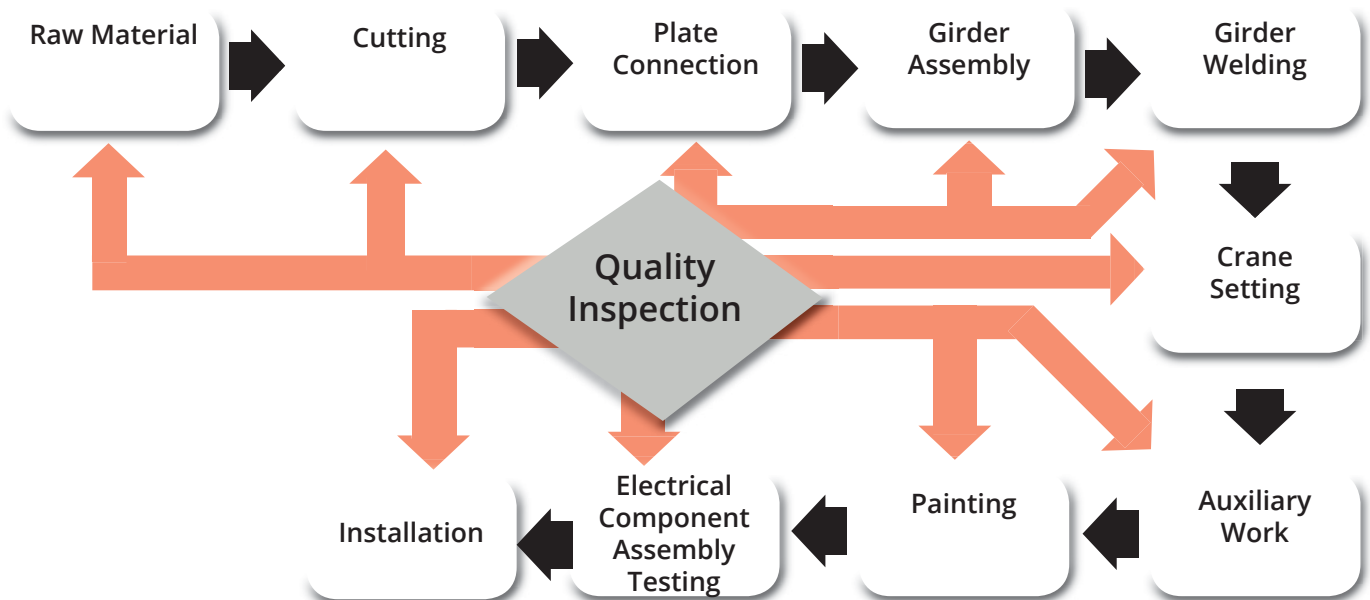 Raw Material
Cutting
Plate
Connection
Girder
Assembly
Girder
Welding
Quality
Inspection
Crane
Setting
Installation
Electrical
Component
Assembly
Testing
Painting
Auxiliary
Work